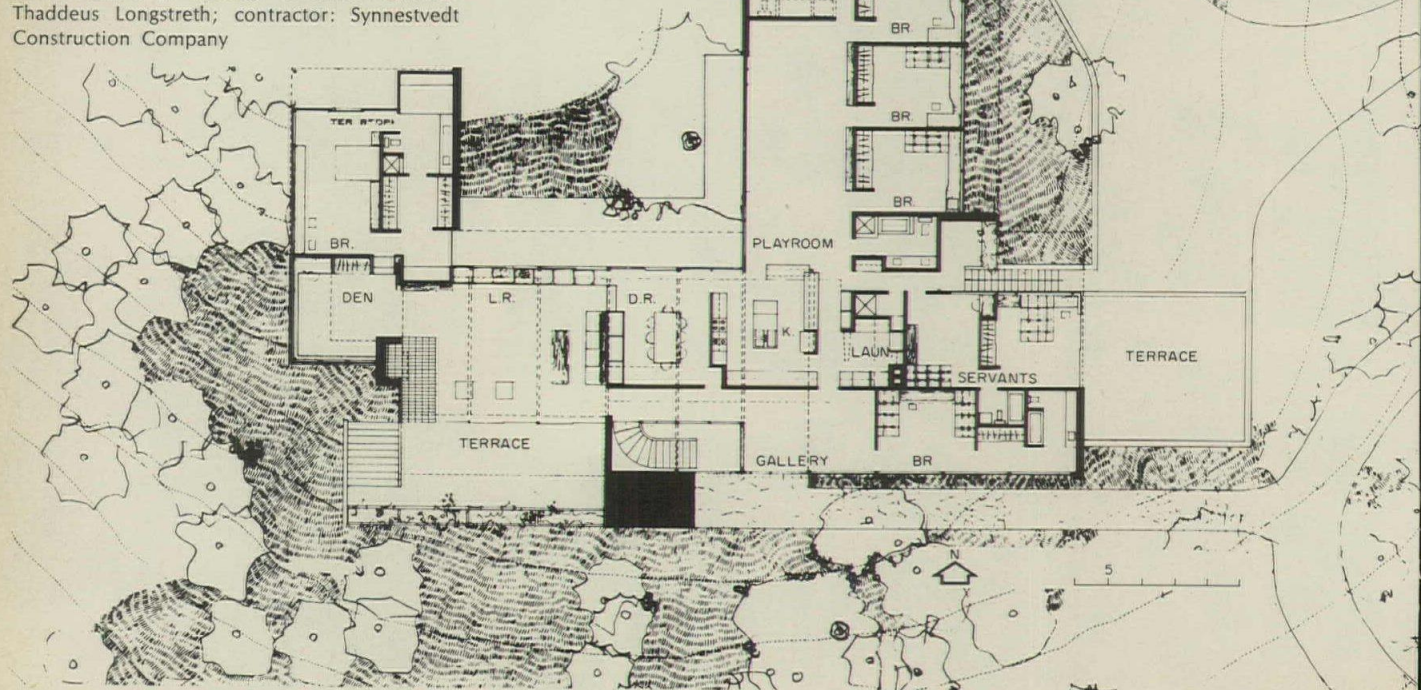 Thaddeus Longstreth; contractor: Synnestvedt
Construction Company
BR.
BR.
BR.
PLAYROOM
BR.
DEN
L.R.
D.R.
K.
LAUN.
SERVANTS
TERRACE
TERRACE
GALLERY
BR
N
5